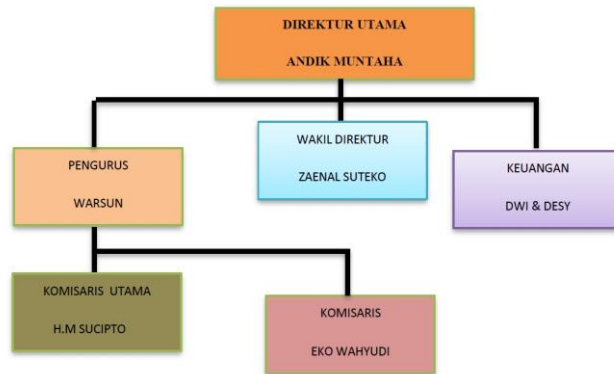 DIREKTUR UTAMA
ANDIK MUNTAHA
PENGURUS
WARSUN
WAKIL DIREKTUR
ZAENAL SUTEKO
KEUANGAN
DWI & DESY
KOMISARIS UTAMA
H.M SUCIPTO
KOMISARIS
EKO WAHYUDI